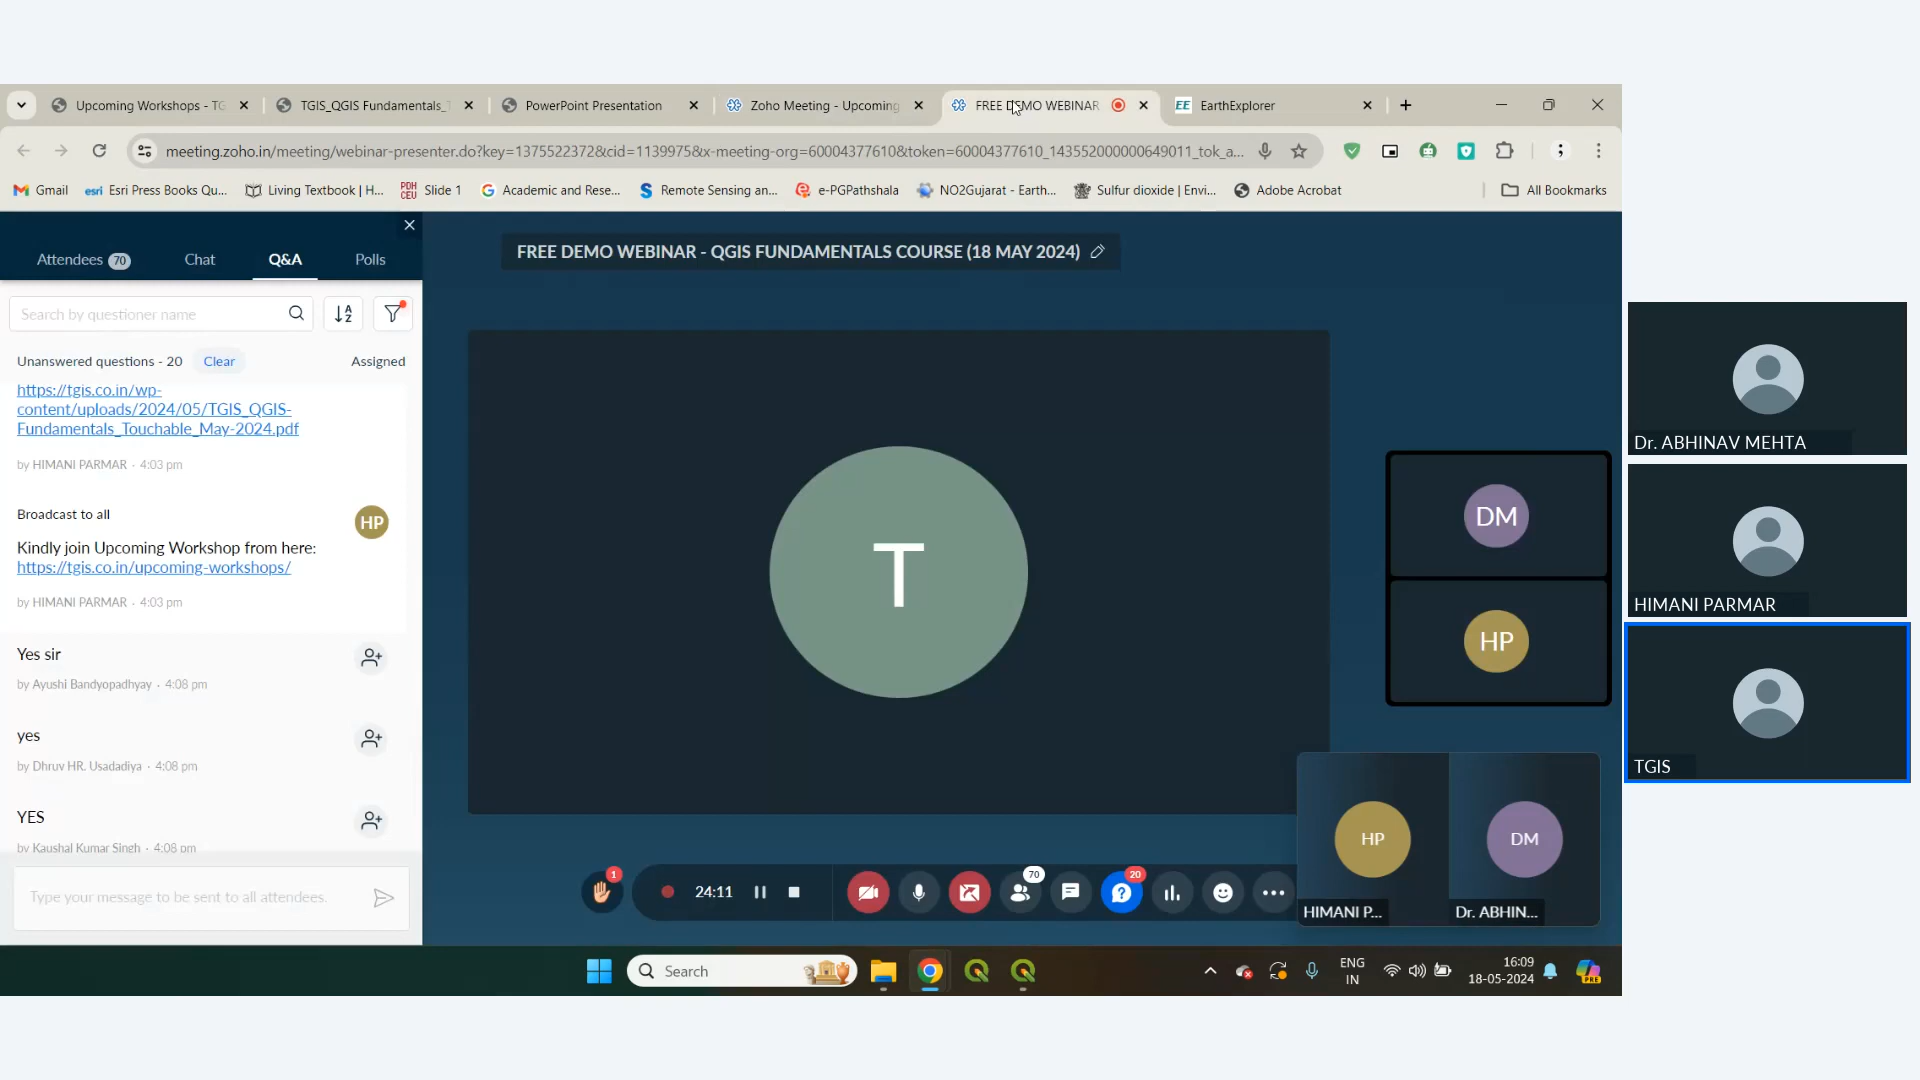 Upcoming Workshops - TG
TGIS_QGIS Fundamentals_T
PowerPoint Presentation
Zoho Meeting - Upcoming
FREE DEMO WEBINAR
EE EarthExplorer
meeting.zoho.in/meeting/webinar-presenter.do?key=1375522372&cid=1139975&x-meeting-org=60004377610&token=60004377610_143552000000649011_tok_a...
Gmail
esri Esri Press Books Qu...
Living Textbook | H...
PDH CEU Slide 1
Academic and Rese...
Remote Sensing an...
e-PGPathshala
NO2Gujarat - Earth...
Sulfur dioxide | Envi...
Adobe Acrobat
All Bookmarks
Attendees 70
Chat
Q&A
Polls
FREE DEMO WEBINAR - QGIS FUNDAMENTALS COURSE (18 MAY 2024)
Search by questioner name
Unanswered questions - 20 Clear Assigned
https://tgis.co.in/wp-
content/uploads/2024/05/TGIS_QGIS-
Fundamentals_Touchable_May-2024.pdf
by HIMANI PARMAR · 4:03 pm
Broadcast to all
HP
Kindly join Upcoming Workshop from here:
https://tgis.co.in/upcoming-workshops/
by HIMANI PARMAR · 4:03 pm
Yes sir
by Ayushi Bandyopadhyay · 4:08 pm
yes
by Dhruv HR. Usadadiya · 4:08 pm
YES
by Kaushal Kumar Singh · 4:08 pm
Type your message to be sent to all attendees.
T
DM
HP
HP
DM
HIMANI P...
Dr. ABHIN...
1
24:11
70
20
Dr. ABHINAV MEHTA
HIMANI PARMAR
TGIS
Search
ENG
IN
16:09
18-05-2024
PRE